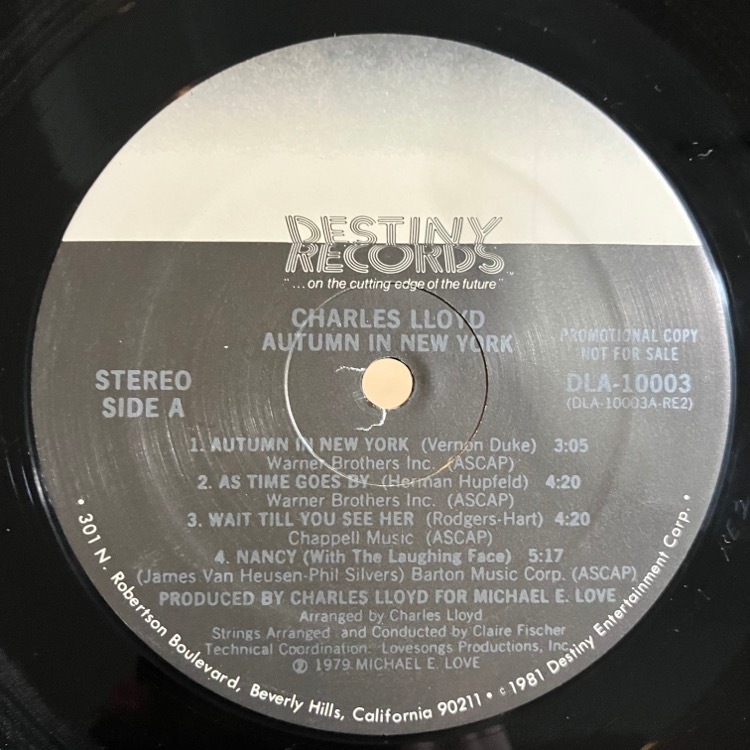 DESTINY
RECORDS
"... on the cutting edge of the future"
CHARLES LLOYD
AUTUMN IN NEW YORK
PROMOTIONAL COPY
NOT FOR SALE
STEREO
SIDE A
DLA-10003
(DLA-10003A-RE2)
1. AUTUMN IN NEW YORK (Vernon Duke) 3:05
Warner Brothers Inc. (ASCAP)
2. AS TIME GOES BY (Herman Hupfeld) 4:20
Warner Brothers Inc. (ASCAP)
3. WAIT TILL YOU SEE HER (Rodgers-Hart) 4:20
Chappell Music (ASCAP)
4. NANCY (With The Laughing Face) 5:17
(James Van Heusen-Phil Silvers) Barton Music Corp. (ASCAP)
PRODUCED BY CHARLES LLOYD FOR MICHAEL E. LOVE
Arranged by Charles Lloyd
Strings Arranged and Conducted by Claire Fischer
Technical Coordination: Lovesongs Productions, Inc.
℗ 1979 MICHAEL E. LOVE
• 301 N. Robertson Boulevard, Beverly Hills, California 90211 • © 1981 Destiny Entertainment Corp. •